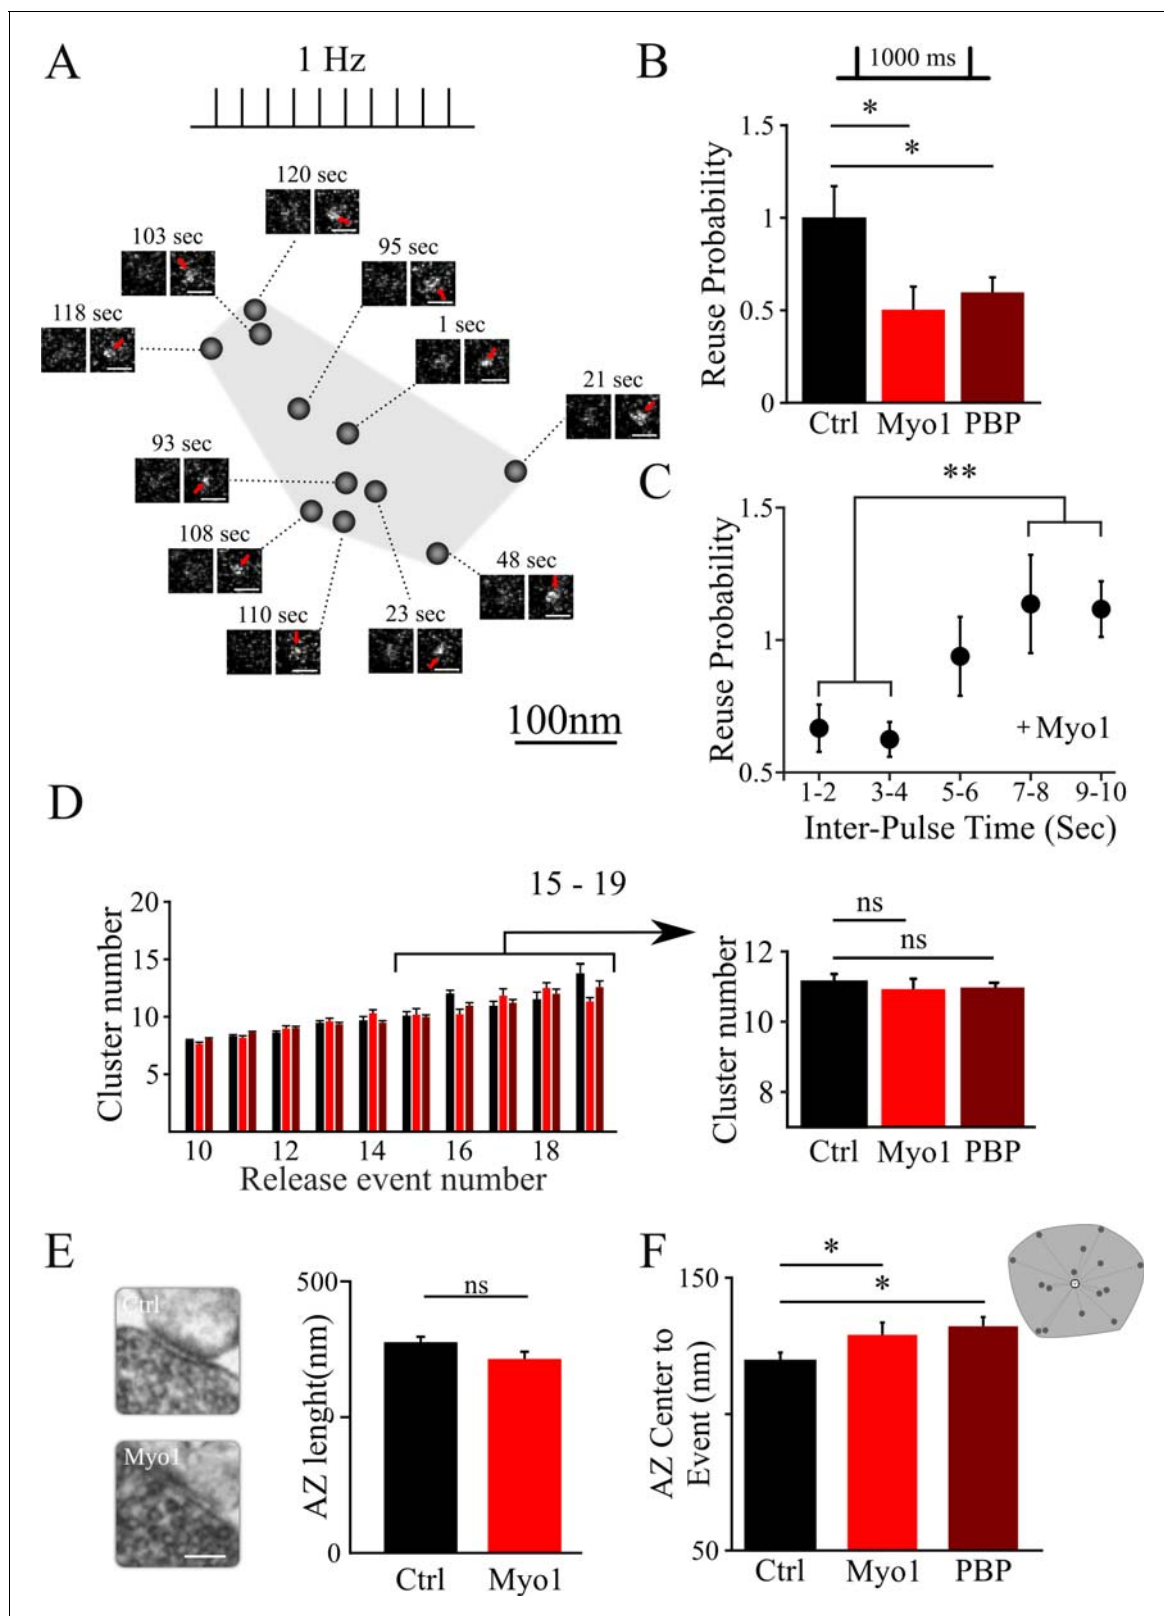 A
1 Hz
120 sec
103 sec
95 sec
118 sec
1 sec
21 sec
93 sec
108 sec
48 sec
110 sec
23 sec
100nm
B
1000 ms
*
*
Reuse Probability
1.5
1
0.5
0
Ctrl Myo1 PBP
C
**
Reuse Probability
1.5
1
0.5
+ Myo1
1-2 3-4 5-6 7-8 9-10
Inter-Pulse Time (Sec)
D
15 - 19
Cluster number
20
15
10
5
10 12 14 16 18
Release event number
ns
ns
Cluster number
12
11
10
8
Ctrl Myo1 PBP
E
Ctrl
Myo1
ns
AZ lenght(nm)
500
0
Ctrl Myo1
F
*
*
AZ Center to
Event (nm)
150
50
Ctrl Myo1 PBP